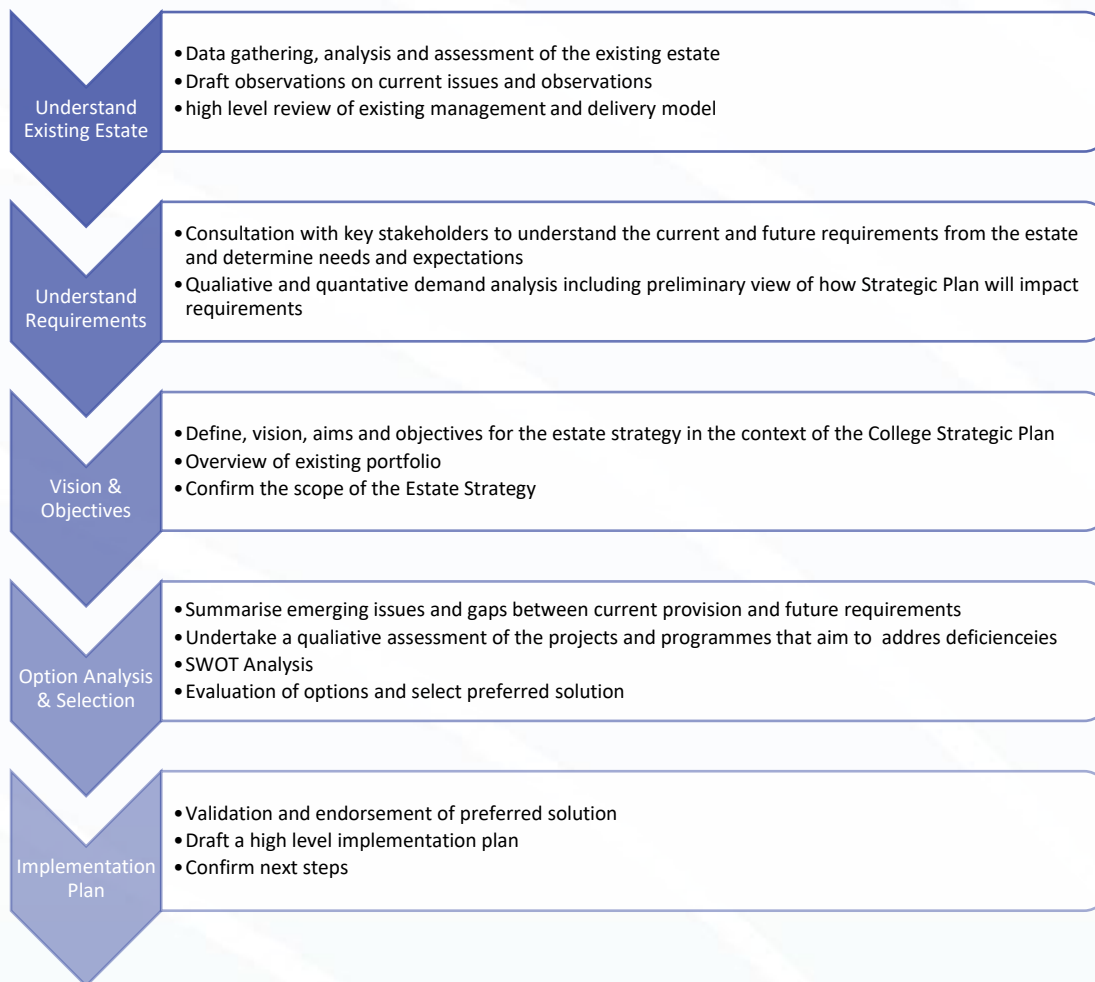 Understand
Existing Estate
•Data gathering, analysis and assessment of the existing estate
•Draft observations on current issues and observations
•high level review of existing management and delivery model
Understand
Requirements
•Consultation with key stakeholders to understand the current and future requirements from the estate
and determine needs and expectations
•Qualiative and quantative demand analysis including preliminary view of how Strategic Plan will impact
requirements
Vision &
Objectives
•Define, vision, aims and objectives for the estate strategy in the context of the College Strategic Plan
•Overview of existing portfolio
•Confirm the scope of the Estate Strategy
Option Analysis
& Selection
•Summarise emerging issues and gaps between current provision and future requirements
•Undertake a qualiative assessment of the projects and programmes that aim to  addres deficienceies
•SWOT Analysis
•Evaluation of options and select preferred solution
Implementation
Plan
•Validation and endorsement of preferred solution
•Draft a high level implementation plan
•Confirm next steps